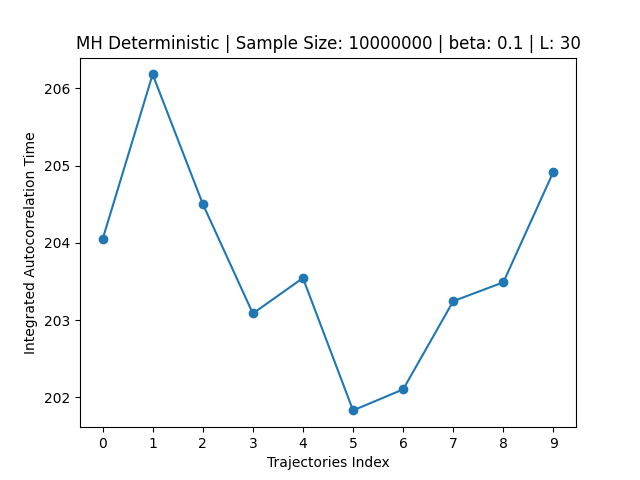 MH Deterministic | Sample Size: 10000000 | beta: 0.1 | L: 30
206
205
204
203
202
Integrated Autocorrelation Time
0 1 2 3 4 5 6 7 8 9
Trajectories Index